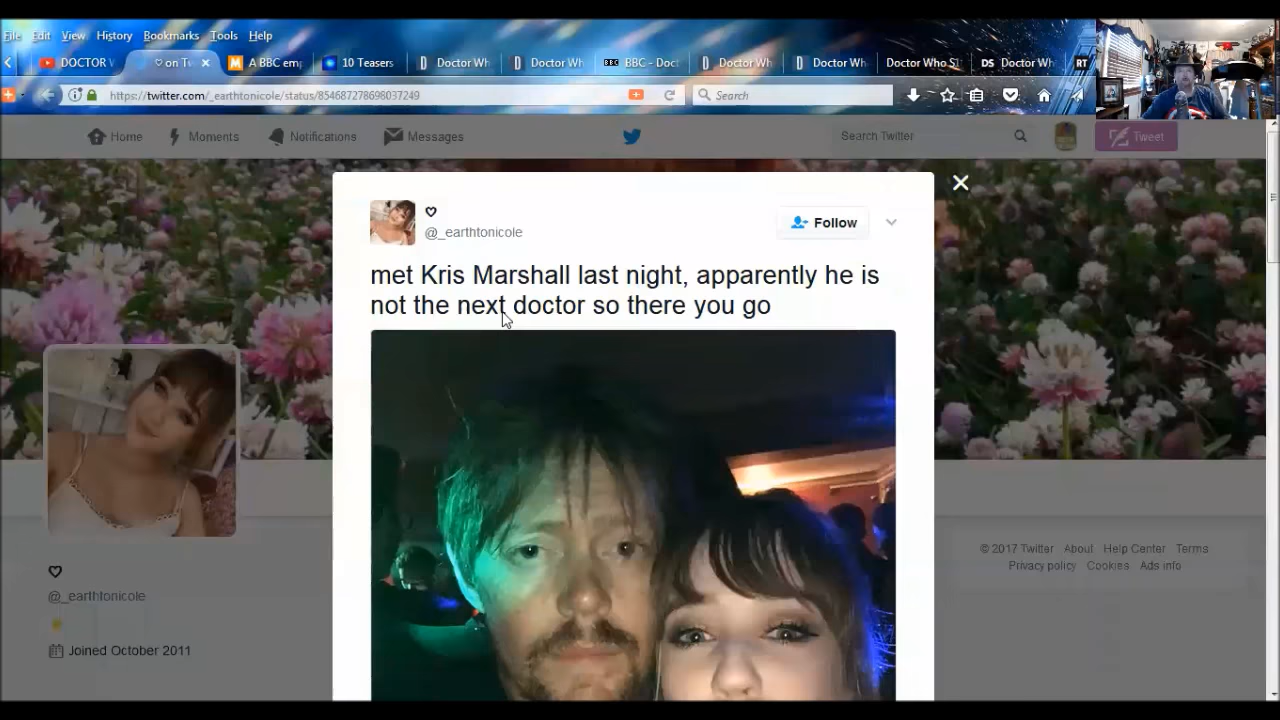 File Edit View History Bookmarks Tools Help
DOCTOR W
♡ on Tw
A BBC emp
10 Teasers
Doctor Wh
Doctor Wh
BBC - Doct
Doctor Wh
Doctor Wh
Doctor Who S1
DS Doctor Wh
RT
https://twitter.com/_earthtonicole/status/854687278698037249
Search
Home Moments Notifications Messages Search Twitter Tweet
♡
@_earthtonicole
Follow
met Kris Marshall last night, apparently he is
not the next doctor so there you go
♡
@_earthtonicole
Joined October 2011
© 2017 Twitter About Help Center Terms
Privacy policy Cookies Ads info